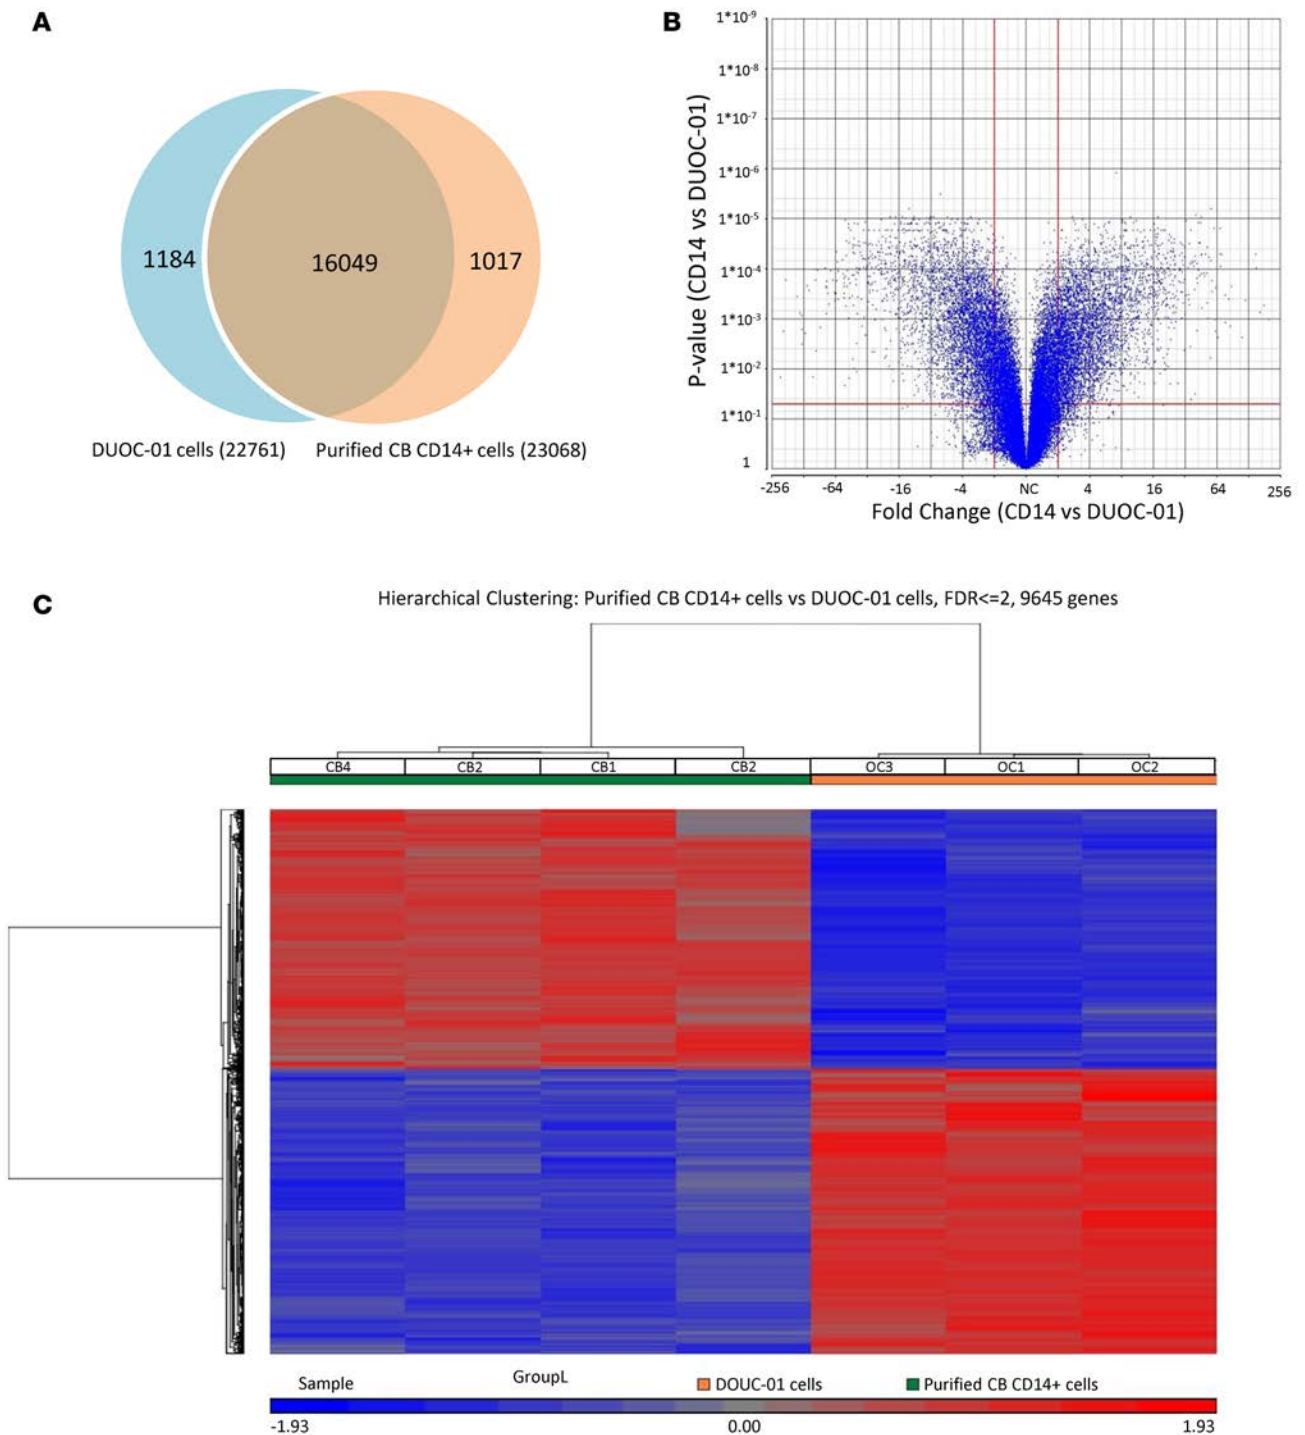 A
1184
16049
1017
DUOC-01 cells (22761)
Purified CB CD14+ cells (23068)
B
P-value (CD14 vs DUOC-01)
1*10-9
1*10-8
1*10-7
1*10-6
1*10-5
1*10-4
1*10-3
1*10-2
1*10-1
1
-256
-64
-16
-4
NC
4
16
64
256
Fold Change (CD14 vs DUOC-01)
C
Hierarchical Clustering: Purified CB CD14+ cells vs DUOC-01 cells, FDR<=2, 9645 genes
CB4
CB2
CB1
CB2
OC3
OC1
OC2
Sample
GroupL
DOUC-01 cells
Purified CB CD14+ cells
-1.93
0.00
1.93